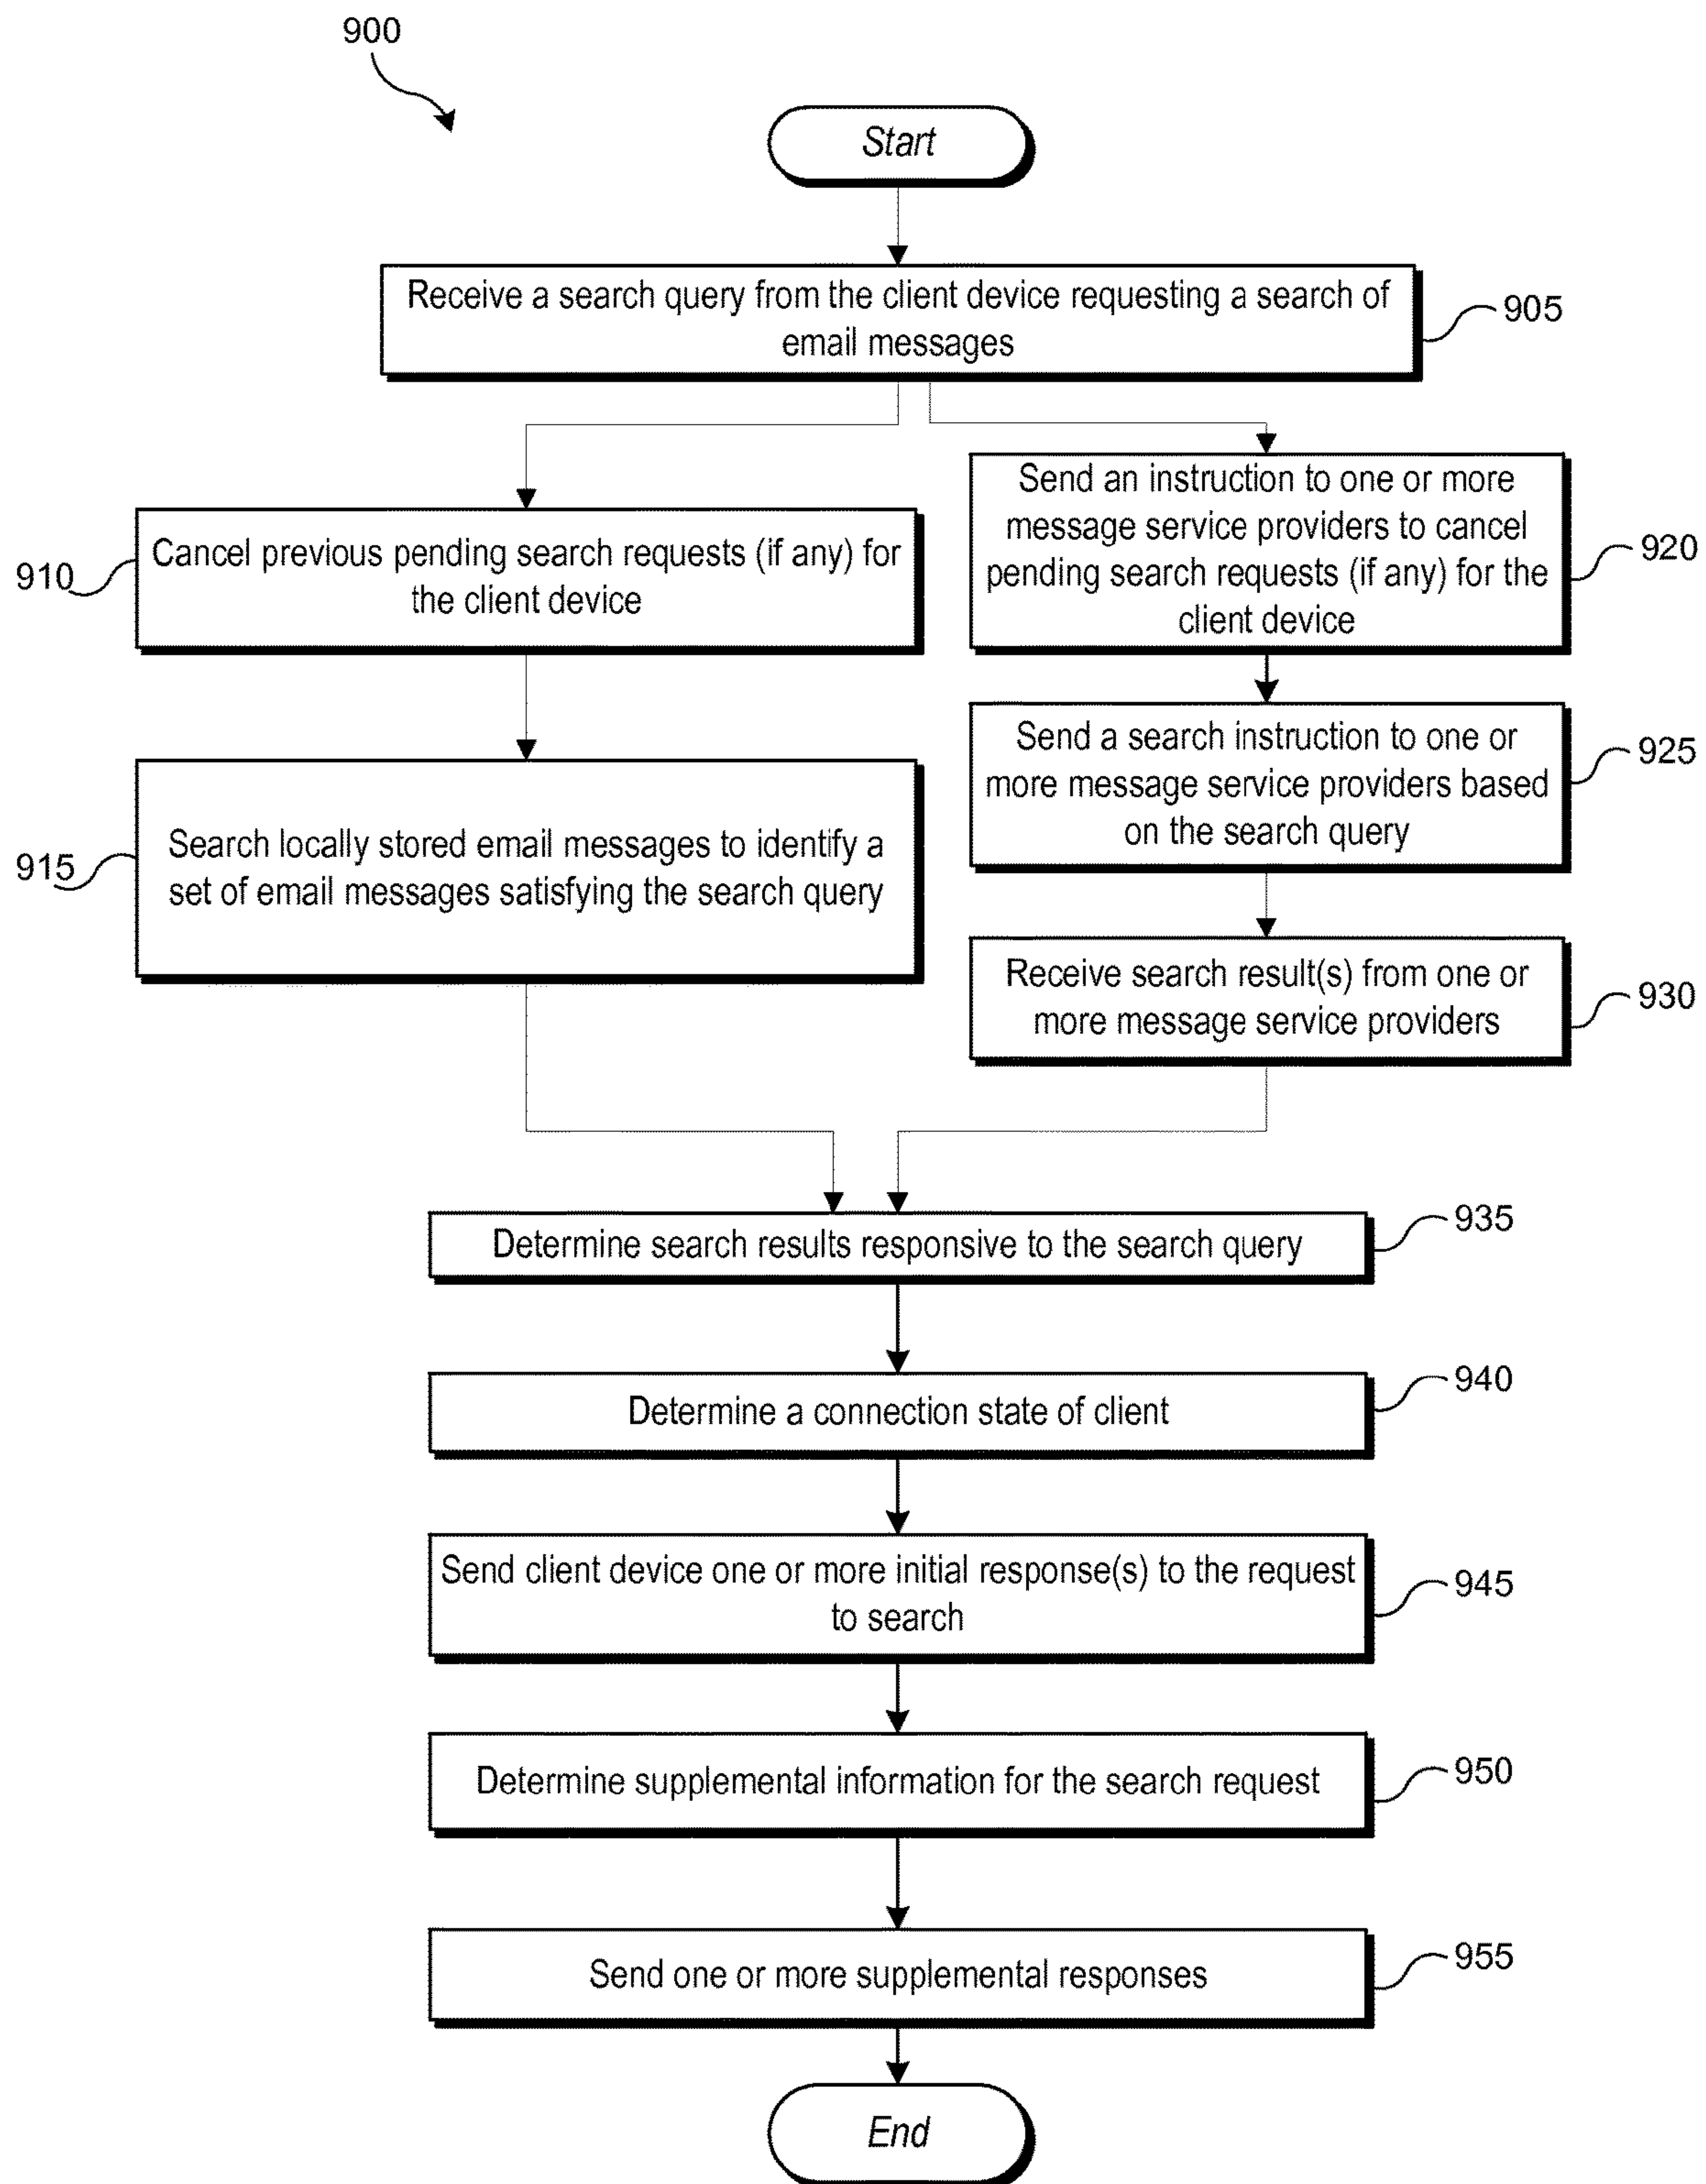 900
Start
Receive a search query from the client device requesting a search of
email messages
905
Cancel previous pending search requests (if any) for
the client device
910
Send an instruction to one or more
message service providers to cancel
pending search requests (if any) for the
client device
920
Search locally stored email messages to identify a
set of email messages satisfying the search query
915
Send a search instruction to one or
more message service providers based
on the search query
925
Receive search result(s) from one or
more message service providers
930
Determine search results responsive to the search query
935
Determine a connection state of client
940
Send client device one or more initial response(s) to the request
to search
945
Determine supplemental information for the search request
950
Send one or more supplemental responses
955
End